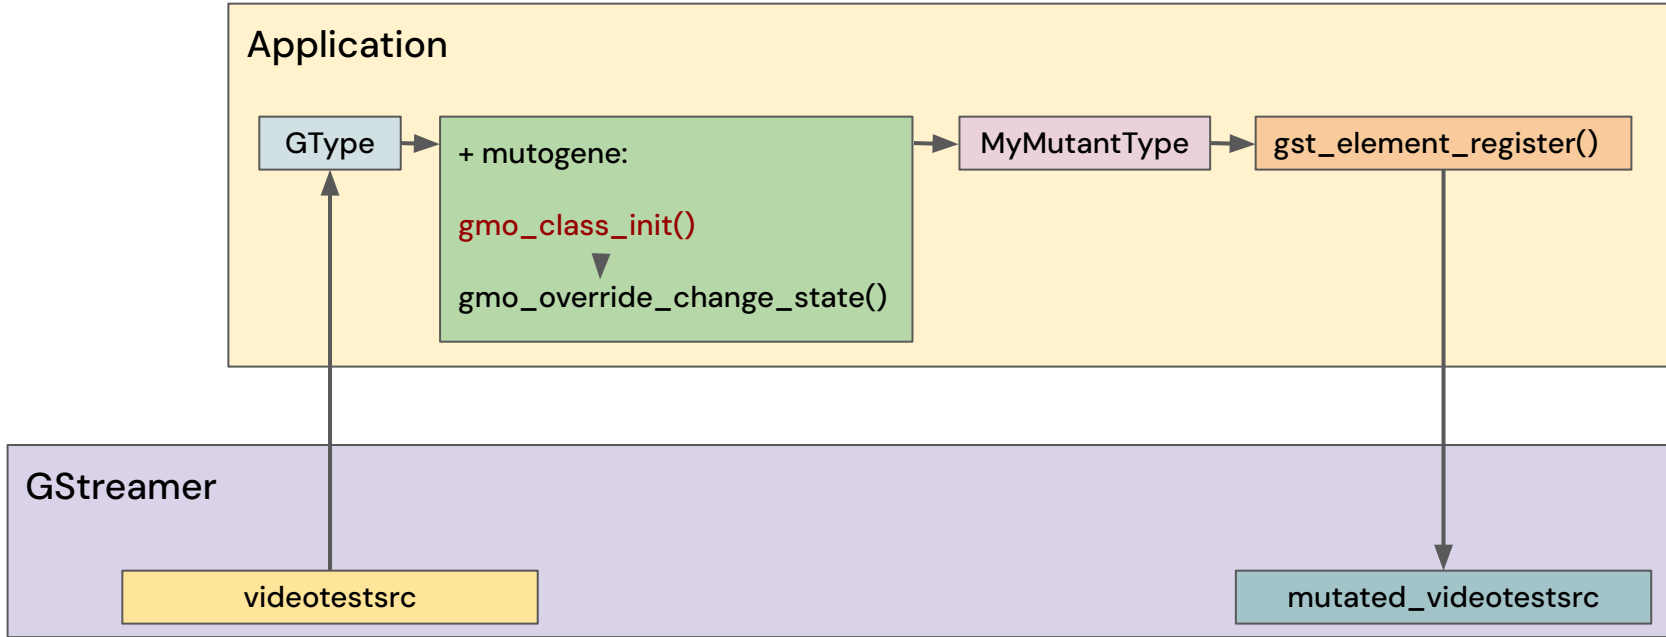 Application
GType
+ mutogene:
gmo_class_init()
gmo_override_change_state()
MyMutantType
gst_element_register()
GStreamer
videotestsrc
mutated_videotestsrc